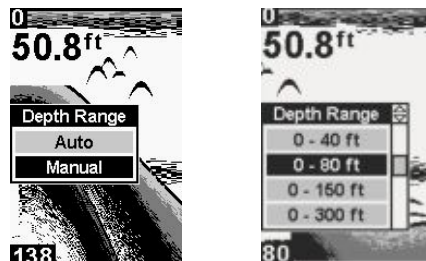 0
50.8ft
Depth Range
Auto
Manual
138
0
50.8ft
Depth Range
0 - 40 ft
0 - 80 ft
0 - 150 ft
0 - 300 ft
80